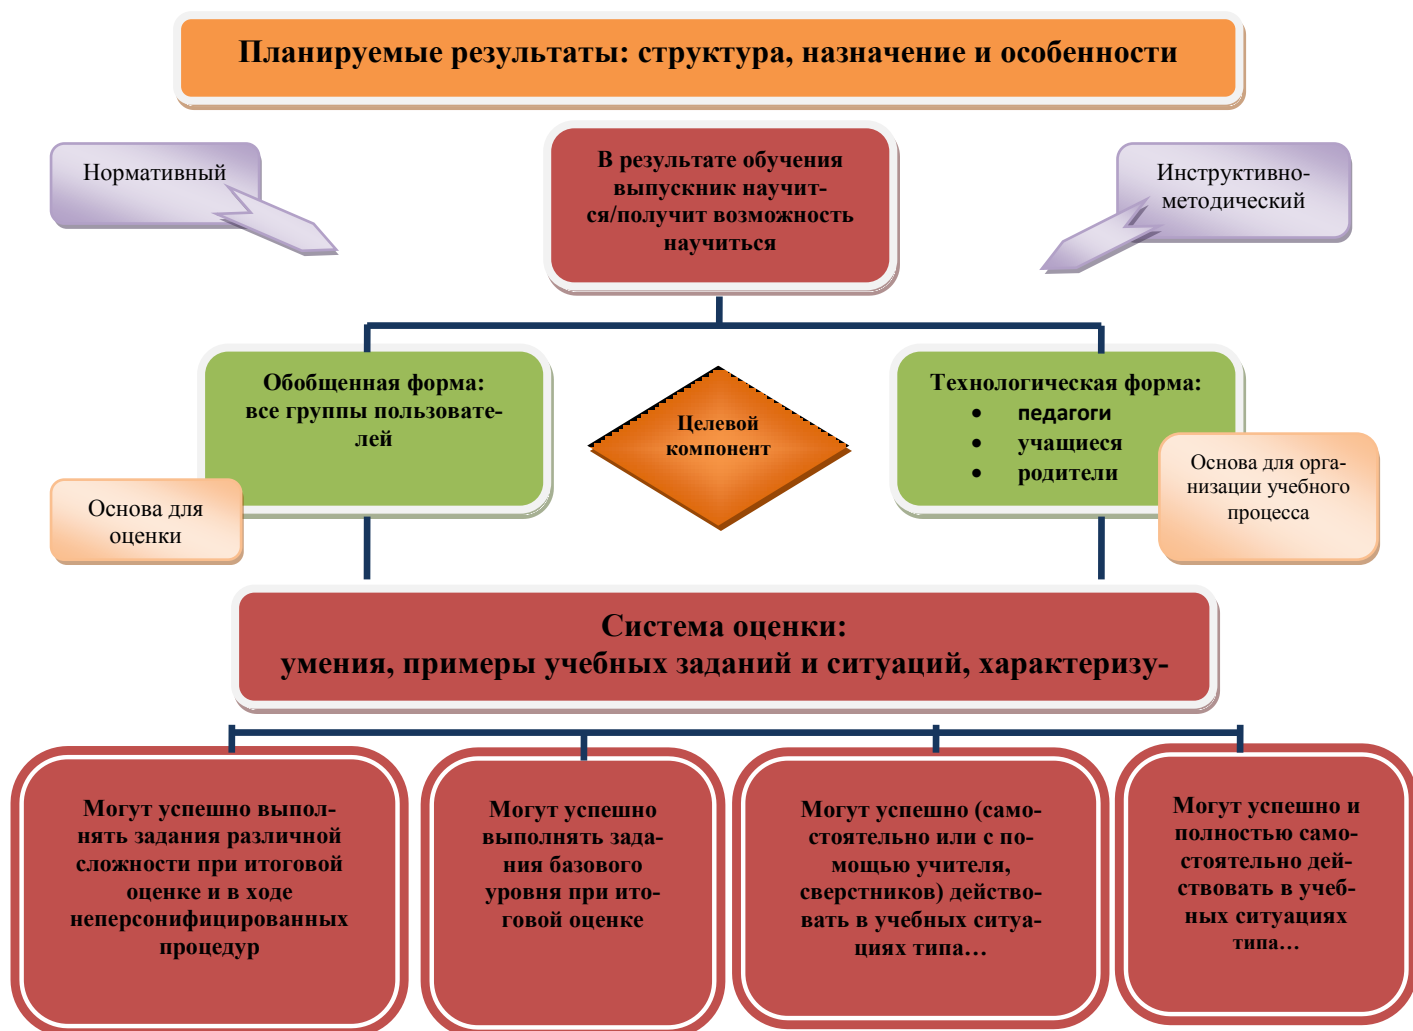 Планируемые результаты: структура, назначение и особенности
Нормативный
В результате обучения
выпускник научит-
ся/получит возможность
научиться
Инструктивно-
методический
Обобщенная форма:
все группы пользовате-
лей
Целевой
компонент
Технологическая форма:
• педагоги
• учащиеся
• родители
Основа для
оценки
Основа для орга-
низации учебного
процесса
Система оценки:
умения, примеры учебных заданий и ситуаций, характеризу-
Могут успешно выпол-
нять задания различной
сложности при итоговой
оценке и в ходе
неперсонифицированных
процедур
Могут успешно
выполнять зада-
ния базового
уровня при ито-
говой оценке
Могут успешно (само-
стоятельно или с по-
мощью учителя,
сверстников) действо-
вать в учебных ситуа-
циях типа…
Могут успешно и
полностью само-
стоятельно дей-
ствовать в учеб-
ных ситуациях
типа…